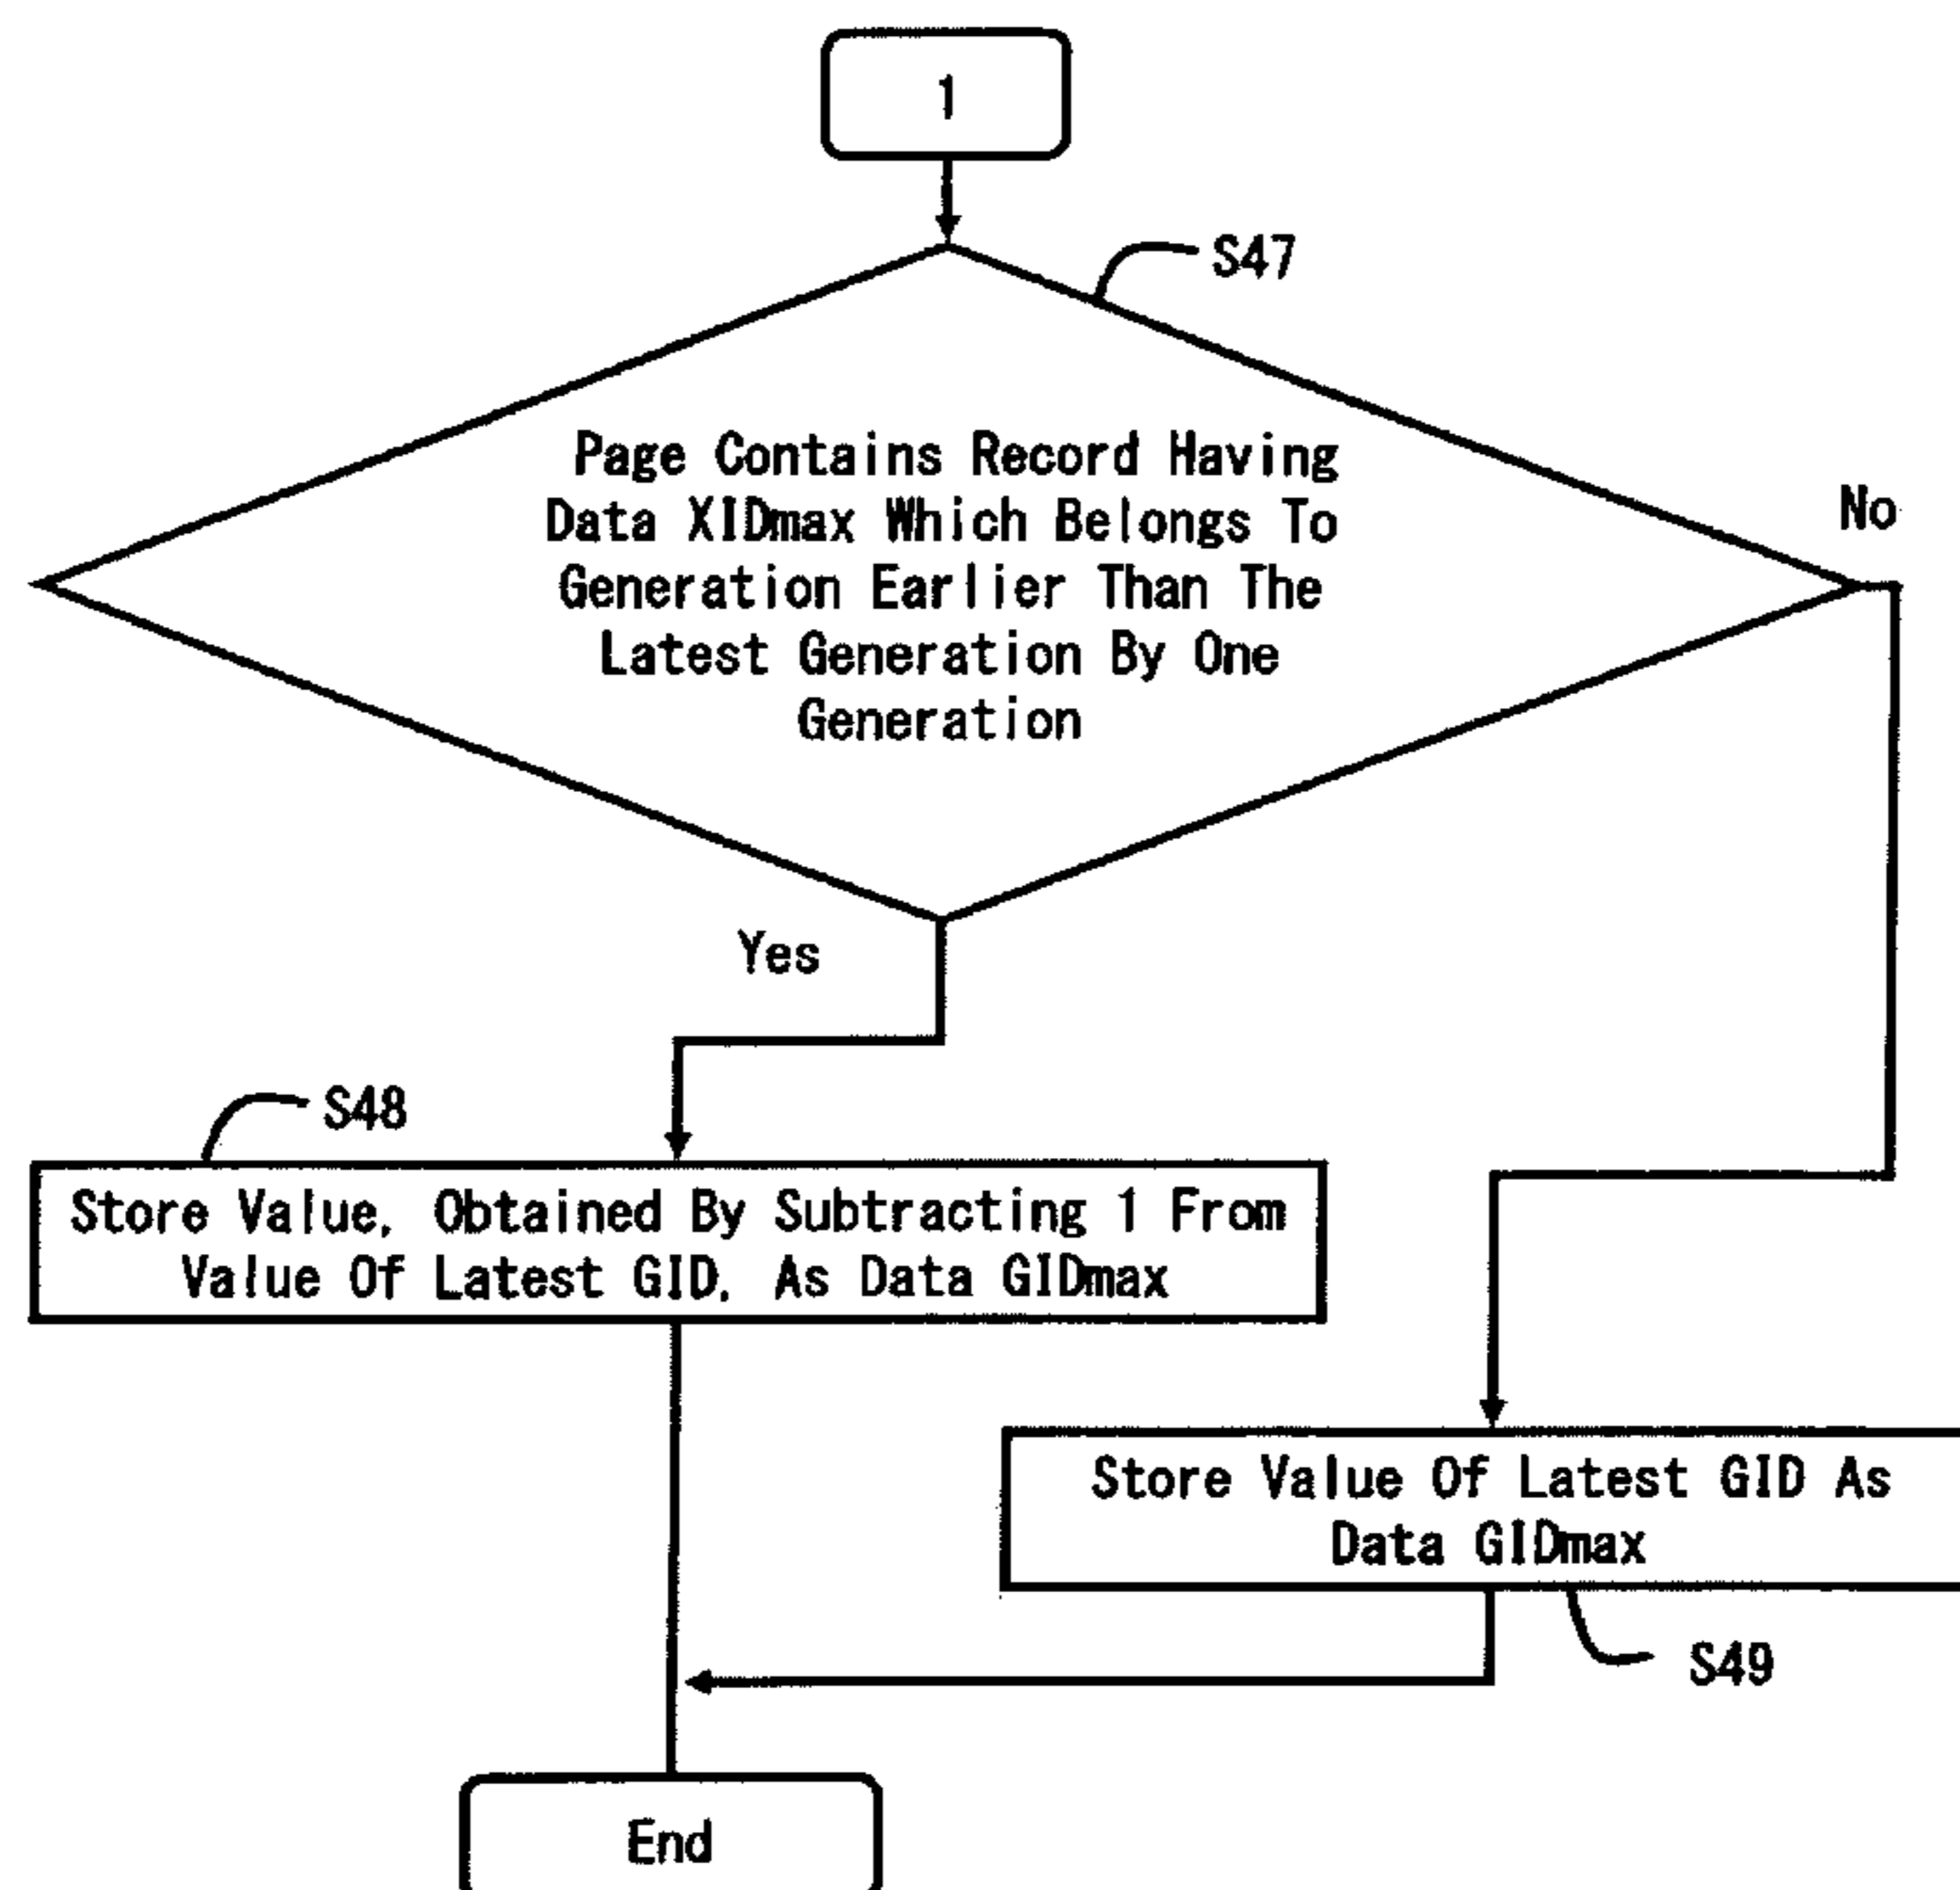 1
S47
Page Contains Record Having
Data XIDmax Which Belongs To
Generation Earlier Than The
Latest Generation By One
Generation
No
Yes
S48
Store Value, Obtained By Subtracting 1 From
Value Of Latest GID, As Data GIDmax
Store Value Of Latest GID As
Data GIDmax
S49
End